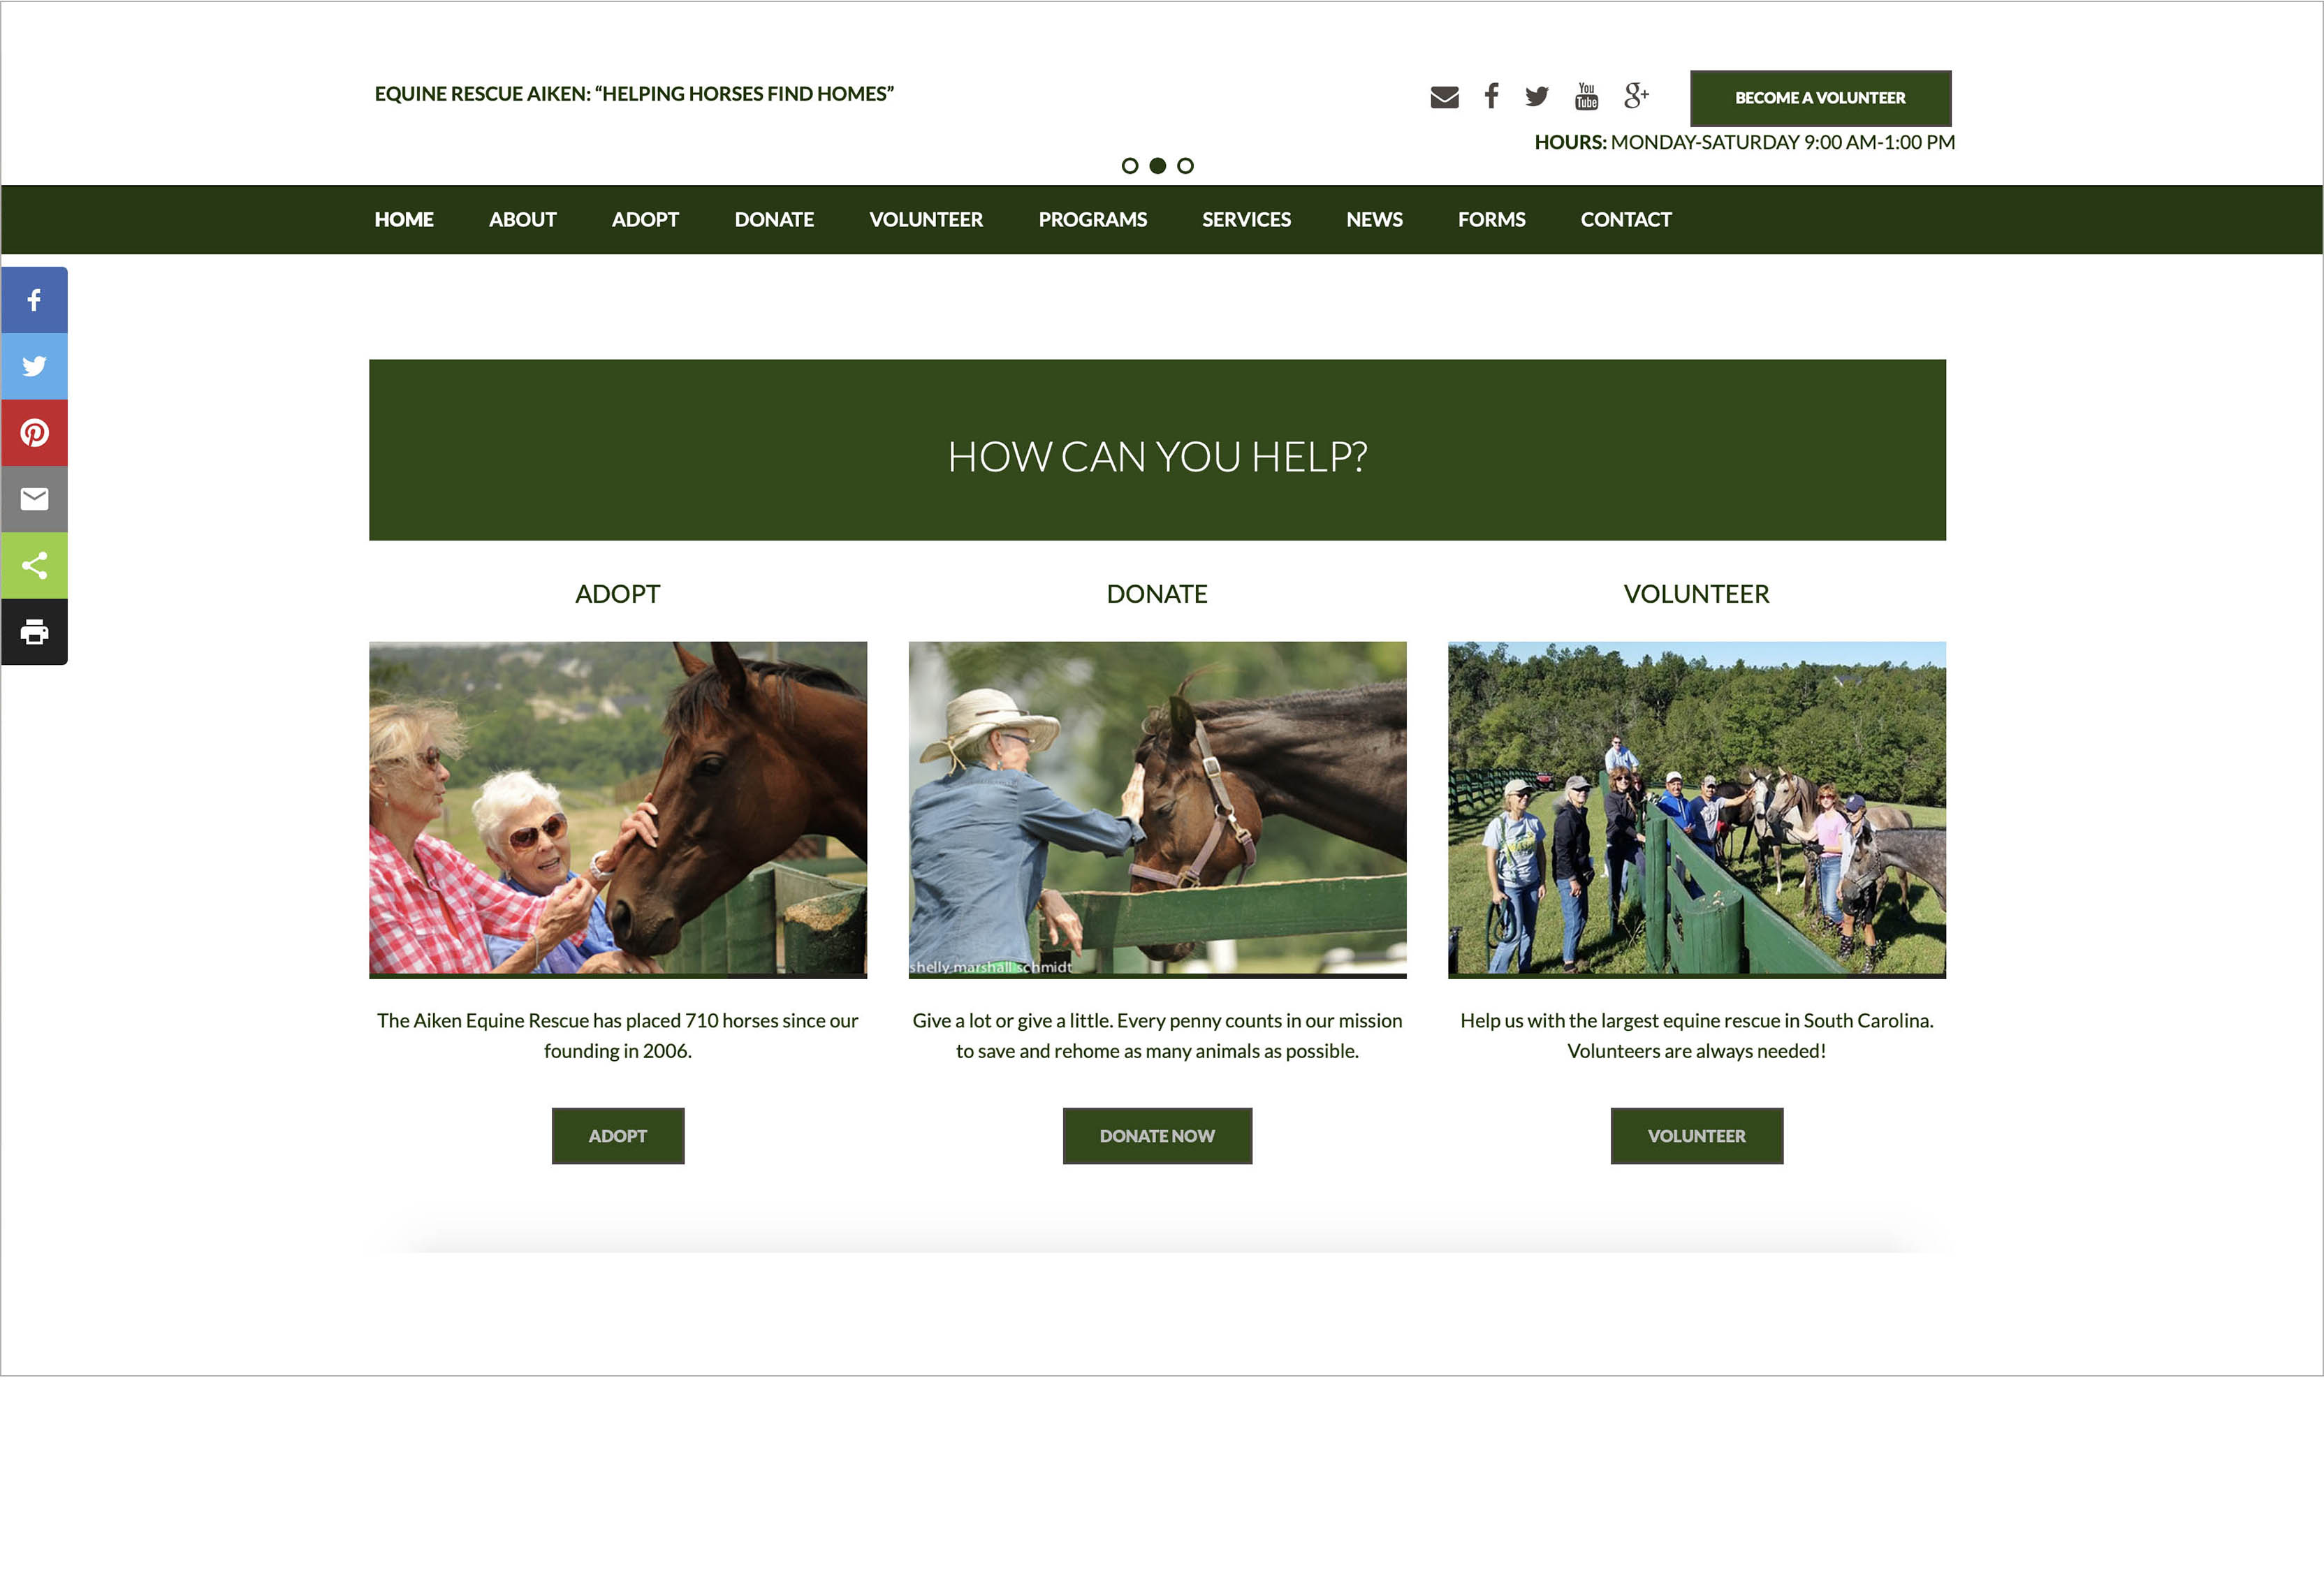 EQUINE RESCUE AIKEN: “HELPING HORSES FIND HOMES”
You
Tube
g+
BECOME A VOLUNTEER
HOURS: MONDAY-SATURDAY 9:00 AM-1:00 PM
HOME ABOUT ADOPT DONATE VOLUNTEER PROGRAMS SERVICES NEWS FORMS CONTACT
HOW CAN YOU HELP?
ADOPT
DONATE
VOLUNTEER
shelly marshall schmidt
The Aiken Equine Rescue has placed 710 horses since our
founding in 2006.
Give a lot or give a little. Every penny counts in our mission
to save and rehome as many animals as possible.
Help us with the largest equine rescue in South Carolina.
Volunteers are always needed!
ADOPT
DONATE NOW
VOLUNTEER